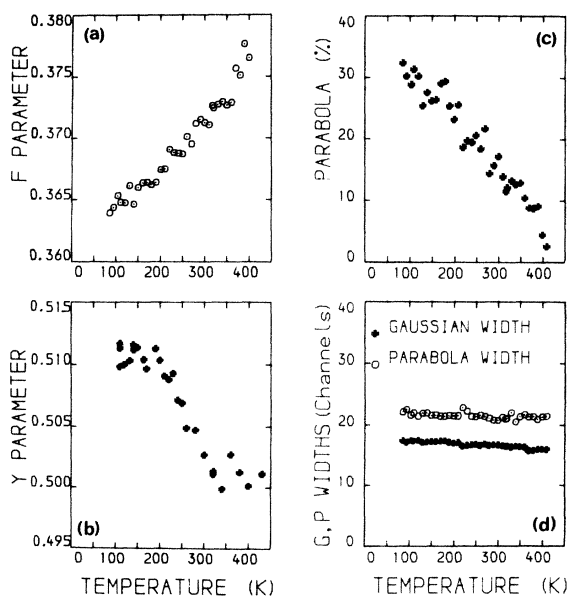 F PARAMETER
0.380
0.375
0.370
0.365
0.360
(a)
0 100 200 300 400
PARABOLA (%)
40
30
20
10
0
(c)
0 100 200 300 400
Y PARAMETER
0.515
0.510
0.505
0.500
0.495
(b)
0 100 200 300 400
TEMPERATURE (K)
G,P WIDTHS(Channels)
40
30
20
10
0
GAUSSIAN WIDTH
PARABOLA WIDTH
(d)
0 100 200 300 400
TEMPERATURE (K)